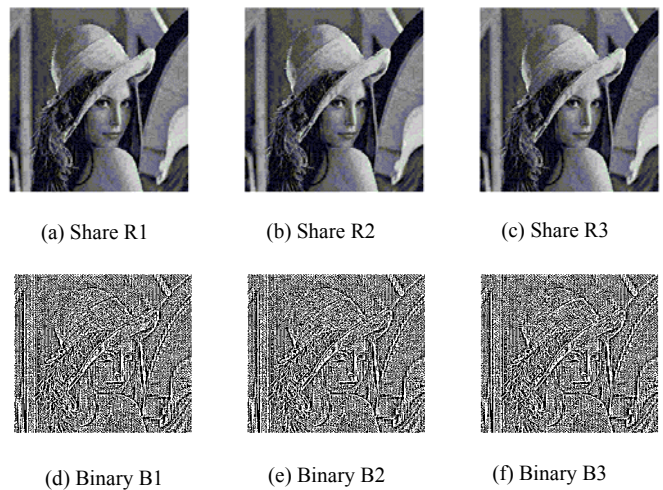 (a) Share R1
(b) Share R2
(c) Share R3
(d) Binary B1
(e) Binary B2
(f) Binary B3